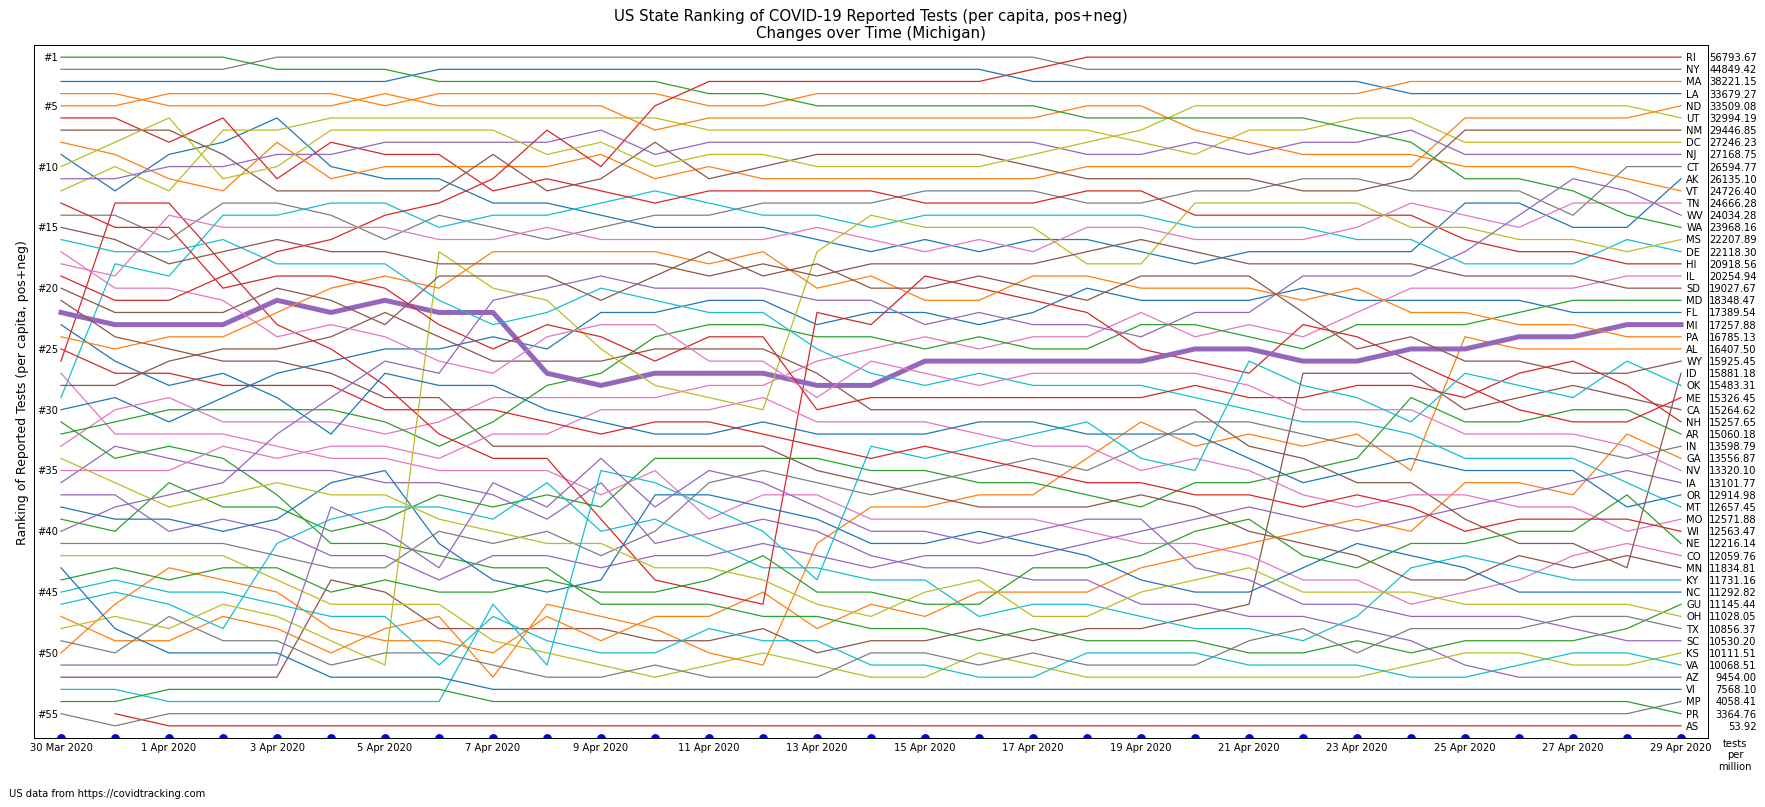 US State Ranking of COVID-19 Reported Tests (per capita, pos+neg)
Changes over Time (Michigan)
Ranking of Reported Tests (per capita, pos+neg)
#1
#5
#10
#15
#20
#25
#30
#35
#40
#45
#50
#55
RI 56793.67
NY 44849.42
MA 38221.15
LA 33679.27
ND 33509.08
UT 32994.19
NM 29446.85
DC 27246.23
NJ 27168.75
CT 26594.77
AK 26135.10
VT 24726.40
TN 24666.28
WV 24034.28
WA 23968.16
MS 22207.89
DE 22118.30
HI 20918.56
IL 20254.94
SD 19027.67
MD 18348.47
FL 17389.54
MI 17257.88
PA 16785.13
AL 16407.50
WY 15925.45
ID 15881.18
OK 15483.31
ME 15326.45
CA 15264.62
NH 15257.65
AR 15060.18
IN 13598.79
GA 13556.87
NV 13320.10
IA 13101.77
OR 12914.98
MT 12657.45
MO 12571.88
WI 12563.47
NE 12216.14
CO 12059.76
MN 11834.81
KY 11731.16
NC 11292.82
GU 11145.44
OH 11028.05
TX 10856.37
SC 10530.20
KS 10111.51
VA 10068.51
AZ 9454.00
VI 7568.10
MP 4058.41
PR 3364.76
AS 53.92
30 Mar 2020 1 Apr 2020 3 Apr 2020 5 Apr 2020 7 Apr 2020 9 Apr 2020 11 Apr 2020 13 Apr 2020 15 Apr 2020 17 Apr 2020 19 Apr 2020 21 Apr 2020 23 Apr 2020 25 Apr 2020 27 Apr 2020 29 Apr 2020
tests
per
million
US data from https://covidtracking.com